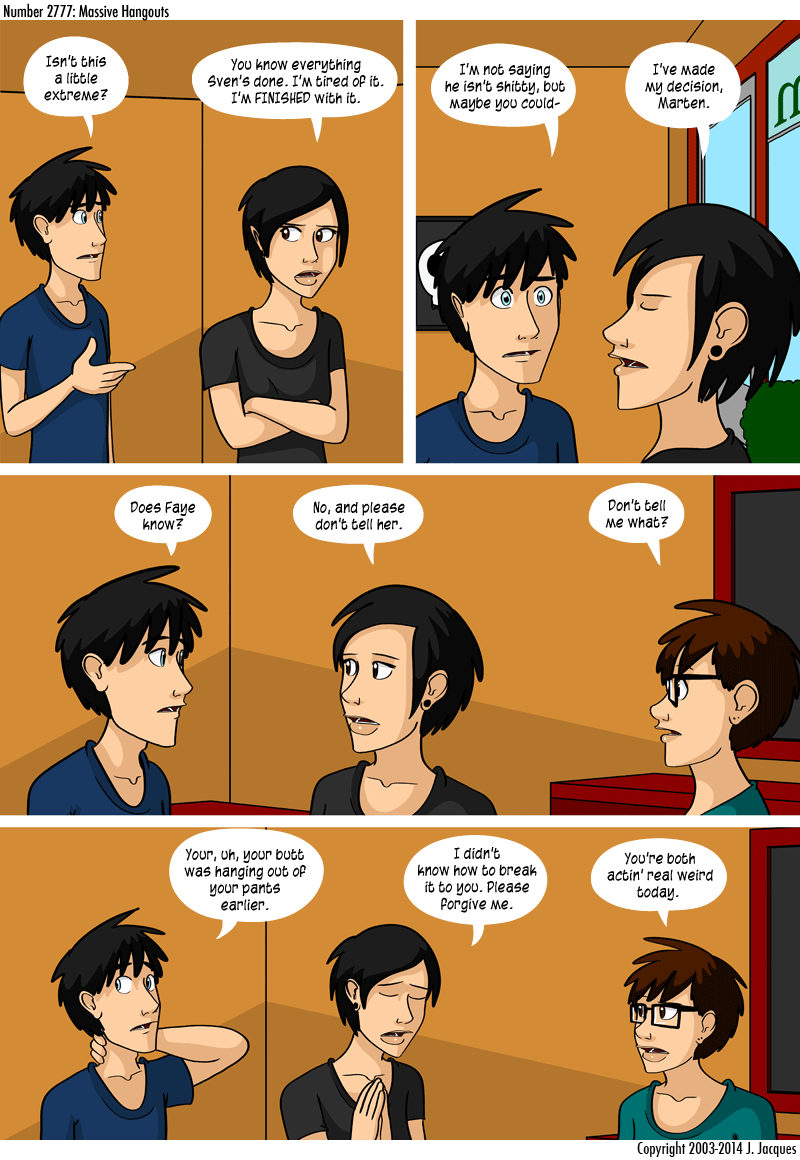 Number 2777: Massive Hangouts
Isn't this
a little
extreme?
You know everything
Sven's done. I'm tired of it.
I'm FINISHED with it.
I'm not saying
he isn't shitty, but
maybe you could-
I've made
my decision,
Marten.
Does Faye
know?
No, and please
don't tell her.
Don't tell
me what?
Your, uh, your butt
was hanging out of
your pants
earlier.
I didn't
know how to break
it to you. Please
forgive me.
You're both
actin' real weird
today.
Copyright 2003-2014 J. Jacques